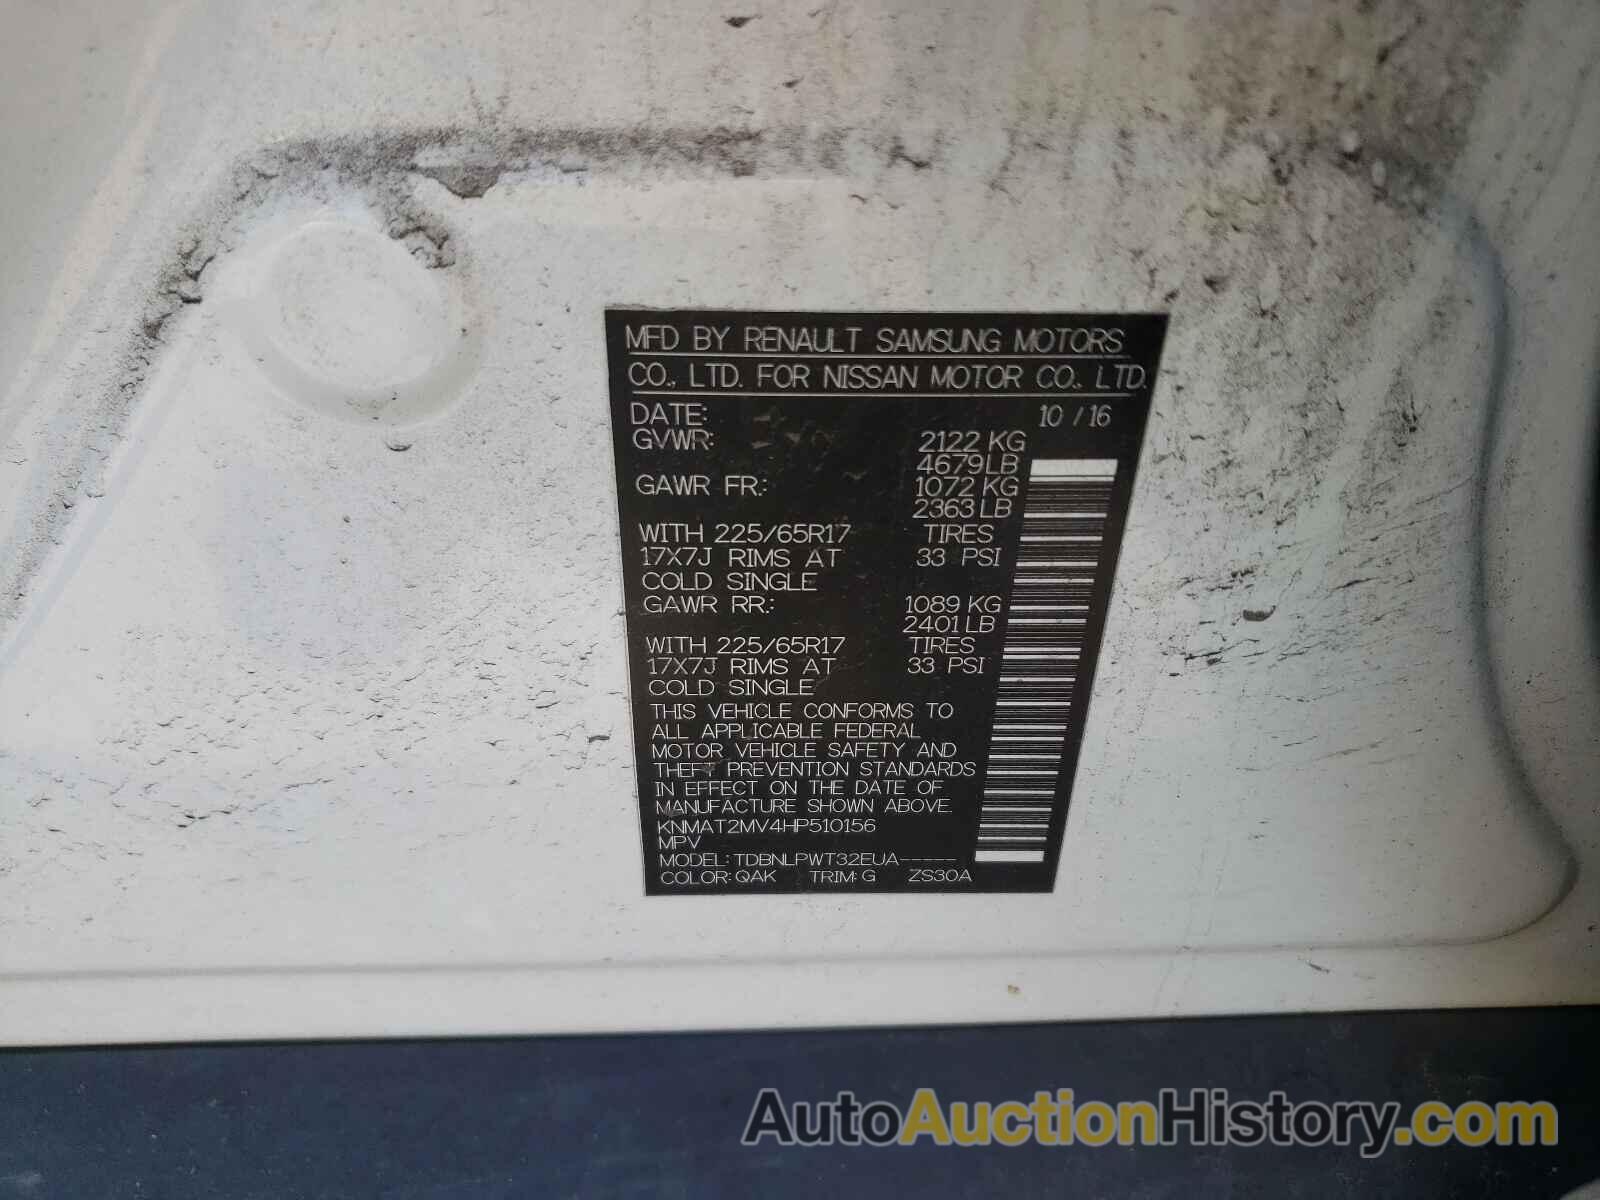 MFD BY RENAULT SAMSUNG MOTORS
CO., LTD. FOR NISSAN MOTOR CO., LTD.
DATE: 10 / 16
GVWR: 2122 KG
4679 LB
GAWR FR.: 1072 KG
2363 LB
WITH 225/65R17 TIRES
17X7J RIMS AT 33 PSI
COLD SINGLE
GAWR RR.: 1089 KG
2401 LB
WITH 225/65R17 TIRES
17X7J RIMS AT 33 PSI
COLD SINGLE
THIS VEHICLE CONFORMS TO
ALL APPLICABLE FEDERAL
MOTOR VEHICLE SAFETY AND
THEFT PREVENTION STANDARDS
IN EFFECT ON THE DATE OF
MANUFACTURE SHOWN ABOVE.
KNMAT2MV4HP510156
MPV
MODEL: TDBNLPWT32EUA-----
COLOR: QAK TRIM: G ZS30A
AutoAuctionHistory.com